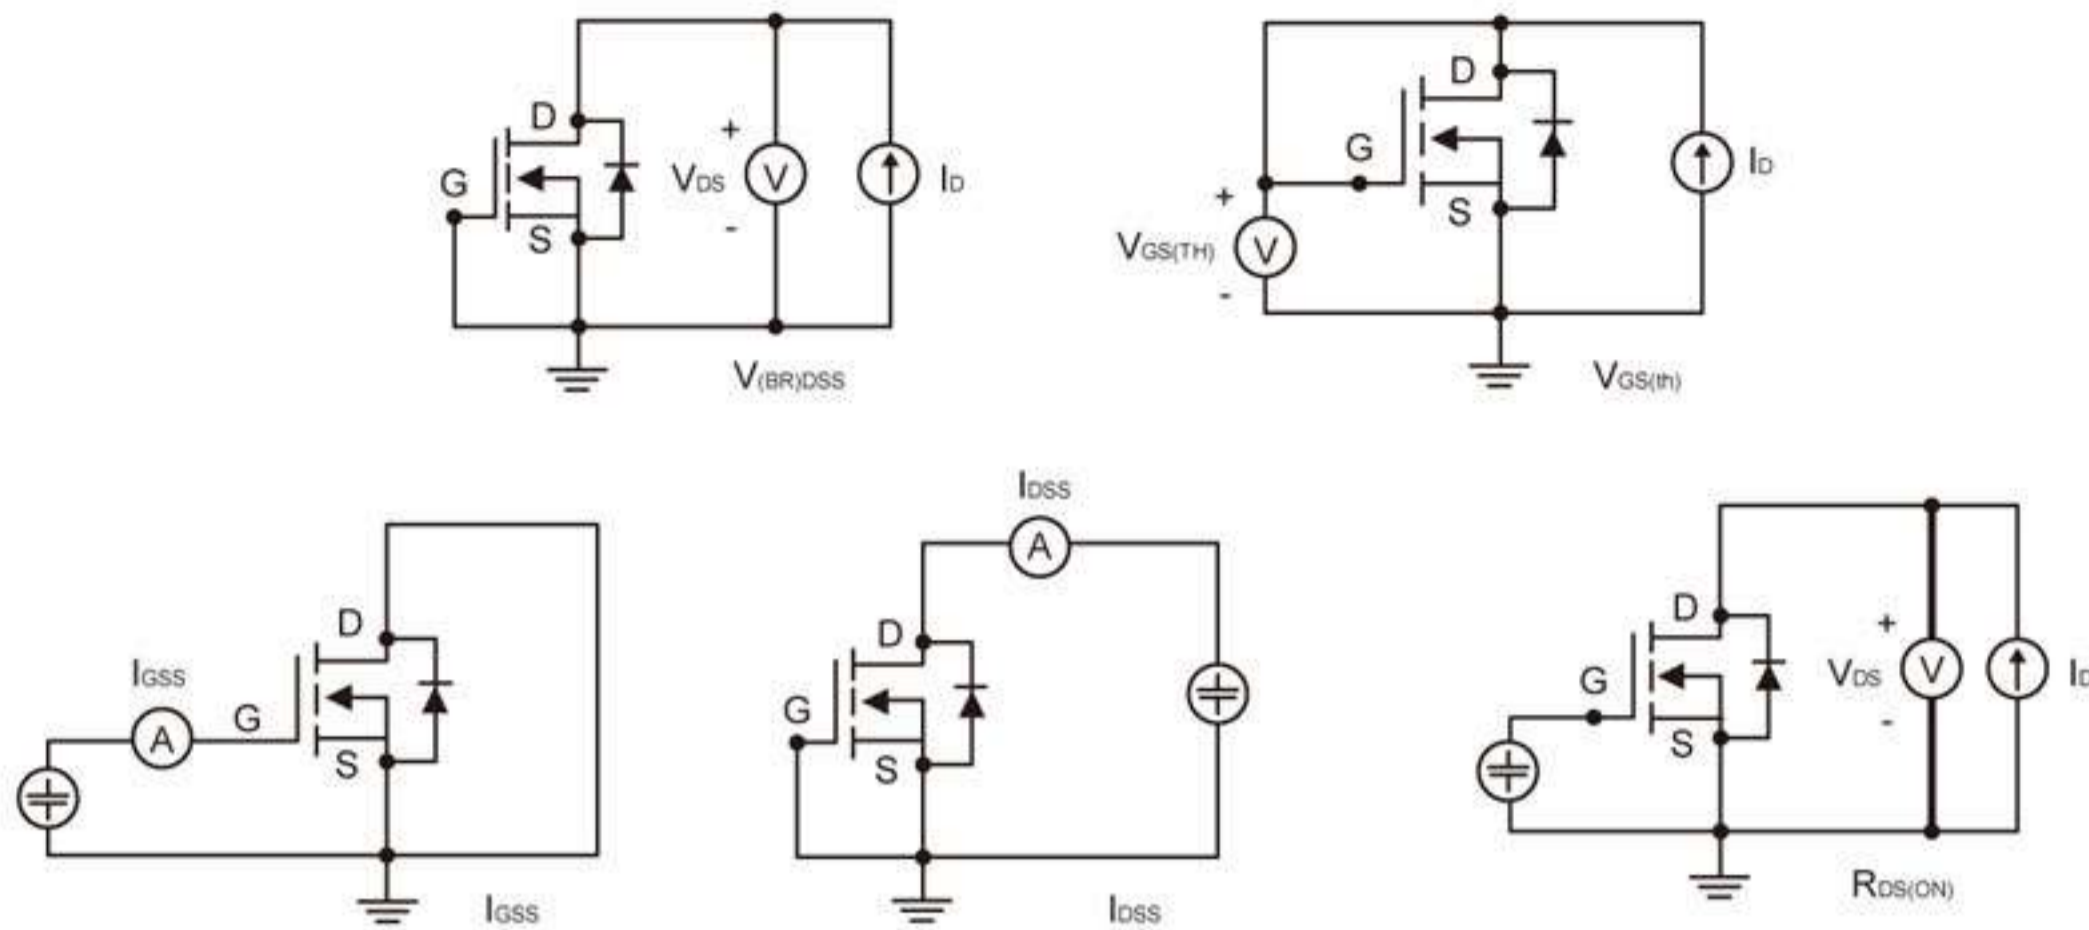 D
G
S
+
VDS
V
-
ID
V(BR)DSS
D
G
S
+
VGS(TH)
V
-
ID
VGS(th)
IGSS
A
G
D
S
IGSS
IDSS
A
D
G
S
IDSS
D
G
S
+
VDS
V
-
ID
RDS(ON)